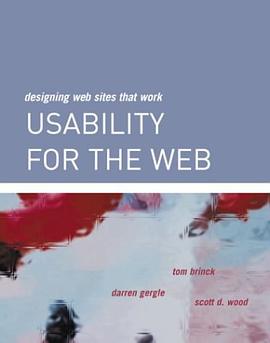 designing web sites that work
USABILITY
FOR THE WEB
tom brinck
darren gergle
scott d. wood